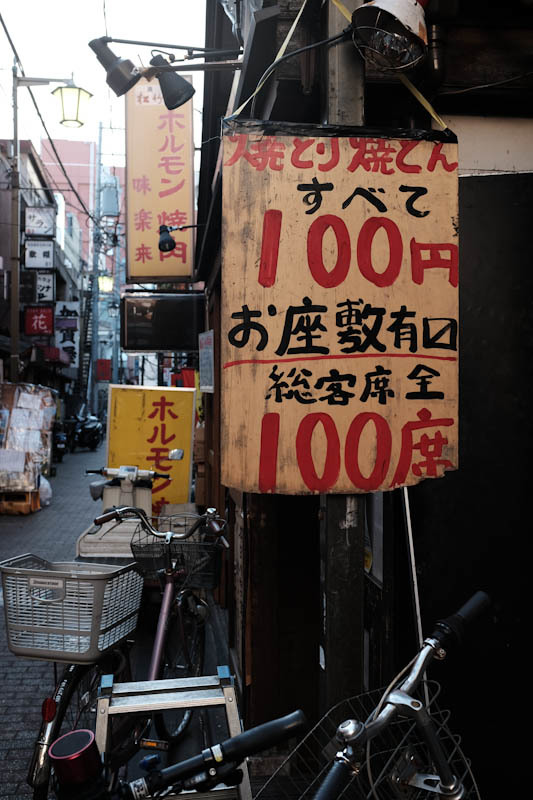 焼とり焼とん
すべて
100円
お座敷有〼
総客席全
100席
ホルモン焼肉
味楽来
ホルモン
花